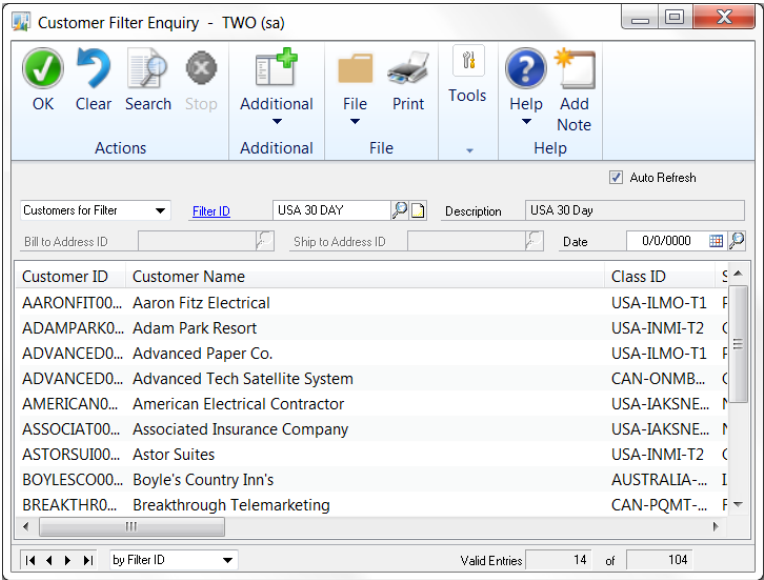 Customer Filter Enquiry - TWO (sa)
OK Clear Search Stop Additional File Print Tools Help Add Note
Actions Additional File Help
Auto Refresh
Customers for Filter Filter ID USA 30 DAY Description USA 30 Day
Bill to Address ID Ship to Address ID Date 0/0/0000
Customer ID Customer Name Class ID
AARONFIT00... Aaron Fitz Electrical USA-ILMO-T1
ADAMPARK0... Adam Park Resort USA-INMI-T2
ADVANCED0... Advanced Paper Co. USA-ILMO-T1
ADVANCED0... Advanced Tech Satellite System CAN-ONMB...
AMERICAN0... American Electrical Contractor USA-IAKSNE...
ASSOCIAT00... Associated Insurance Company USA-IAKSNE...
ASTORSUI00... Astor Suites USA-INMI-T2
BOYLESCO00... Boyle's Country Inn's AUSTRALIA-...
BREAKTHR0... Breakthrough Telemarketing CAN-PQMT-...
by Filter ID Valid Entries 14 of 104